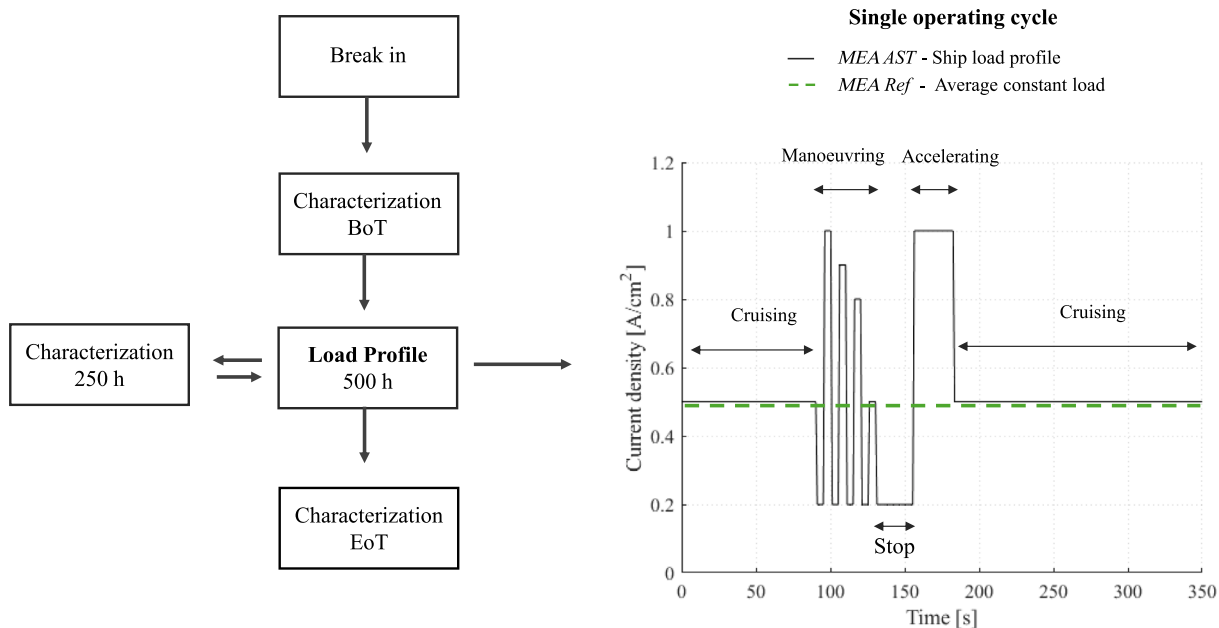 Break in
Characterization
BoT
Characterization
250 h
Load Profile
500 h
Characterization
EoT
Single operating cycle
MEA AST - Ship load profile
MEA Ref - Average constant load
Manoeuvring
Accelerating
Cruising
Cruising
Stop
Current density [A/cm²]
1.2
1
0.8
0.6
0.4
0.2
0
0 50 100 150 200 250 300 350
Time [s]